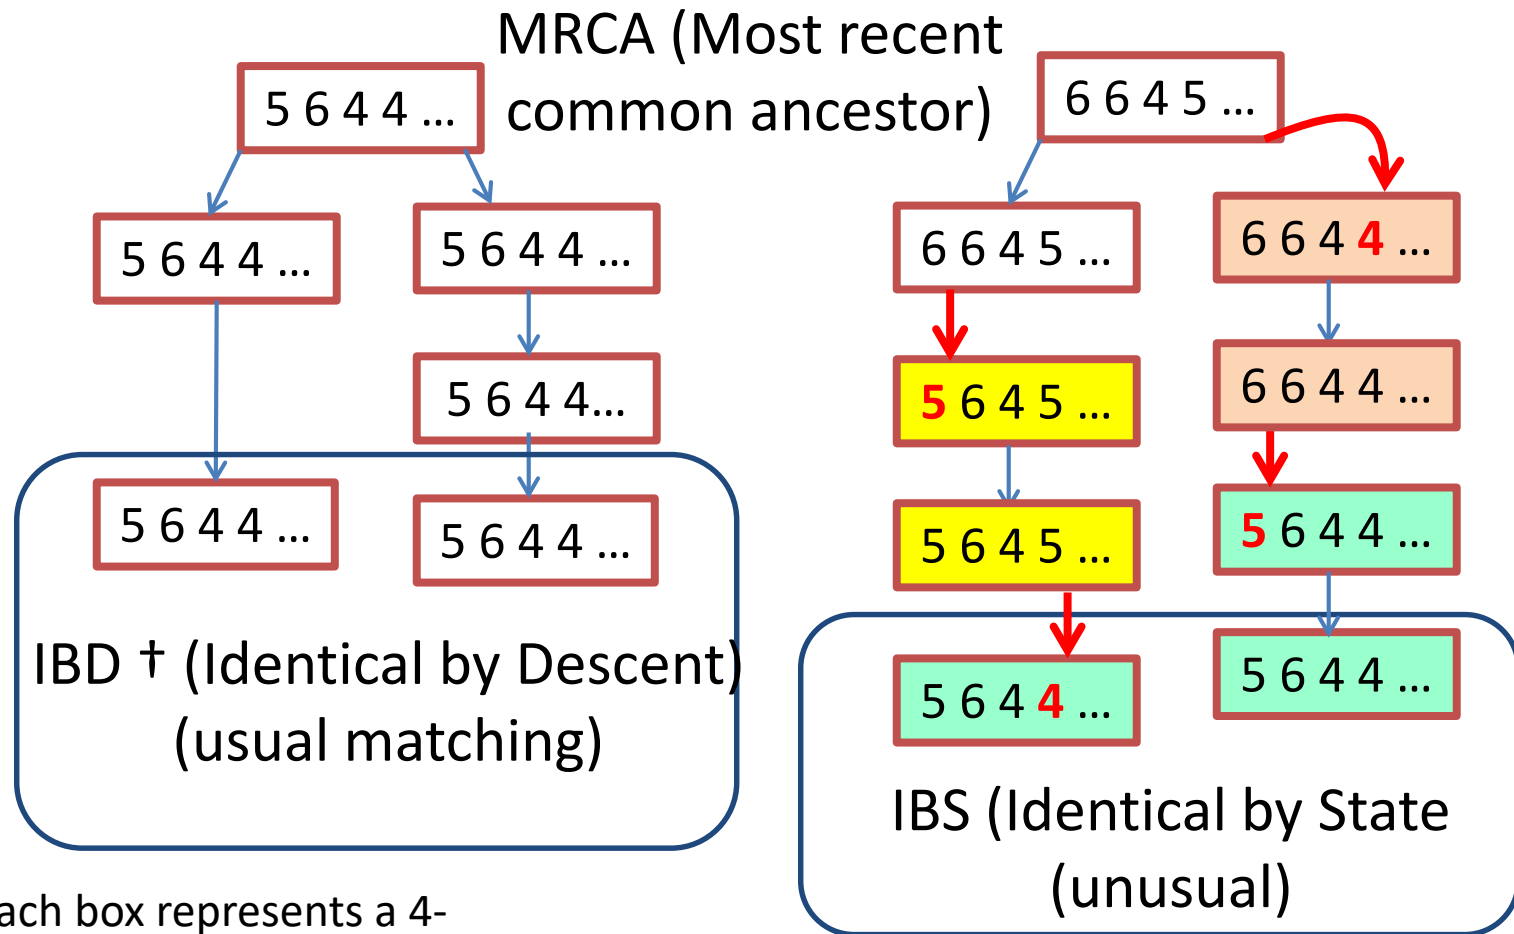 MRCA (Most recent
common ancestor)
5 6 4 4 ...
5 6 4 4 ...
5 6 4 4 ...
5 6 4 4...
5 6 4 4 ...
5 6 4 4 ...
IBD † (Identical by Descent)
(usual matching)
6 6 4 5 ...
6 6 4 5 ...
6 6 4 4 ...
5 6 4 5 ...
6 6 4 4 ...
5 6 4 5 ...
5 6 4 4 ...
5 6 4 4 ...
5 6 4 4 ...
IBS (Identical by State
(unusual)
ach box represents a 4-